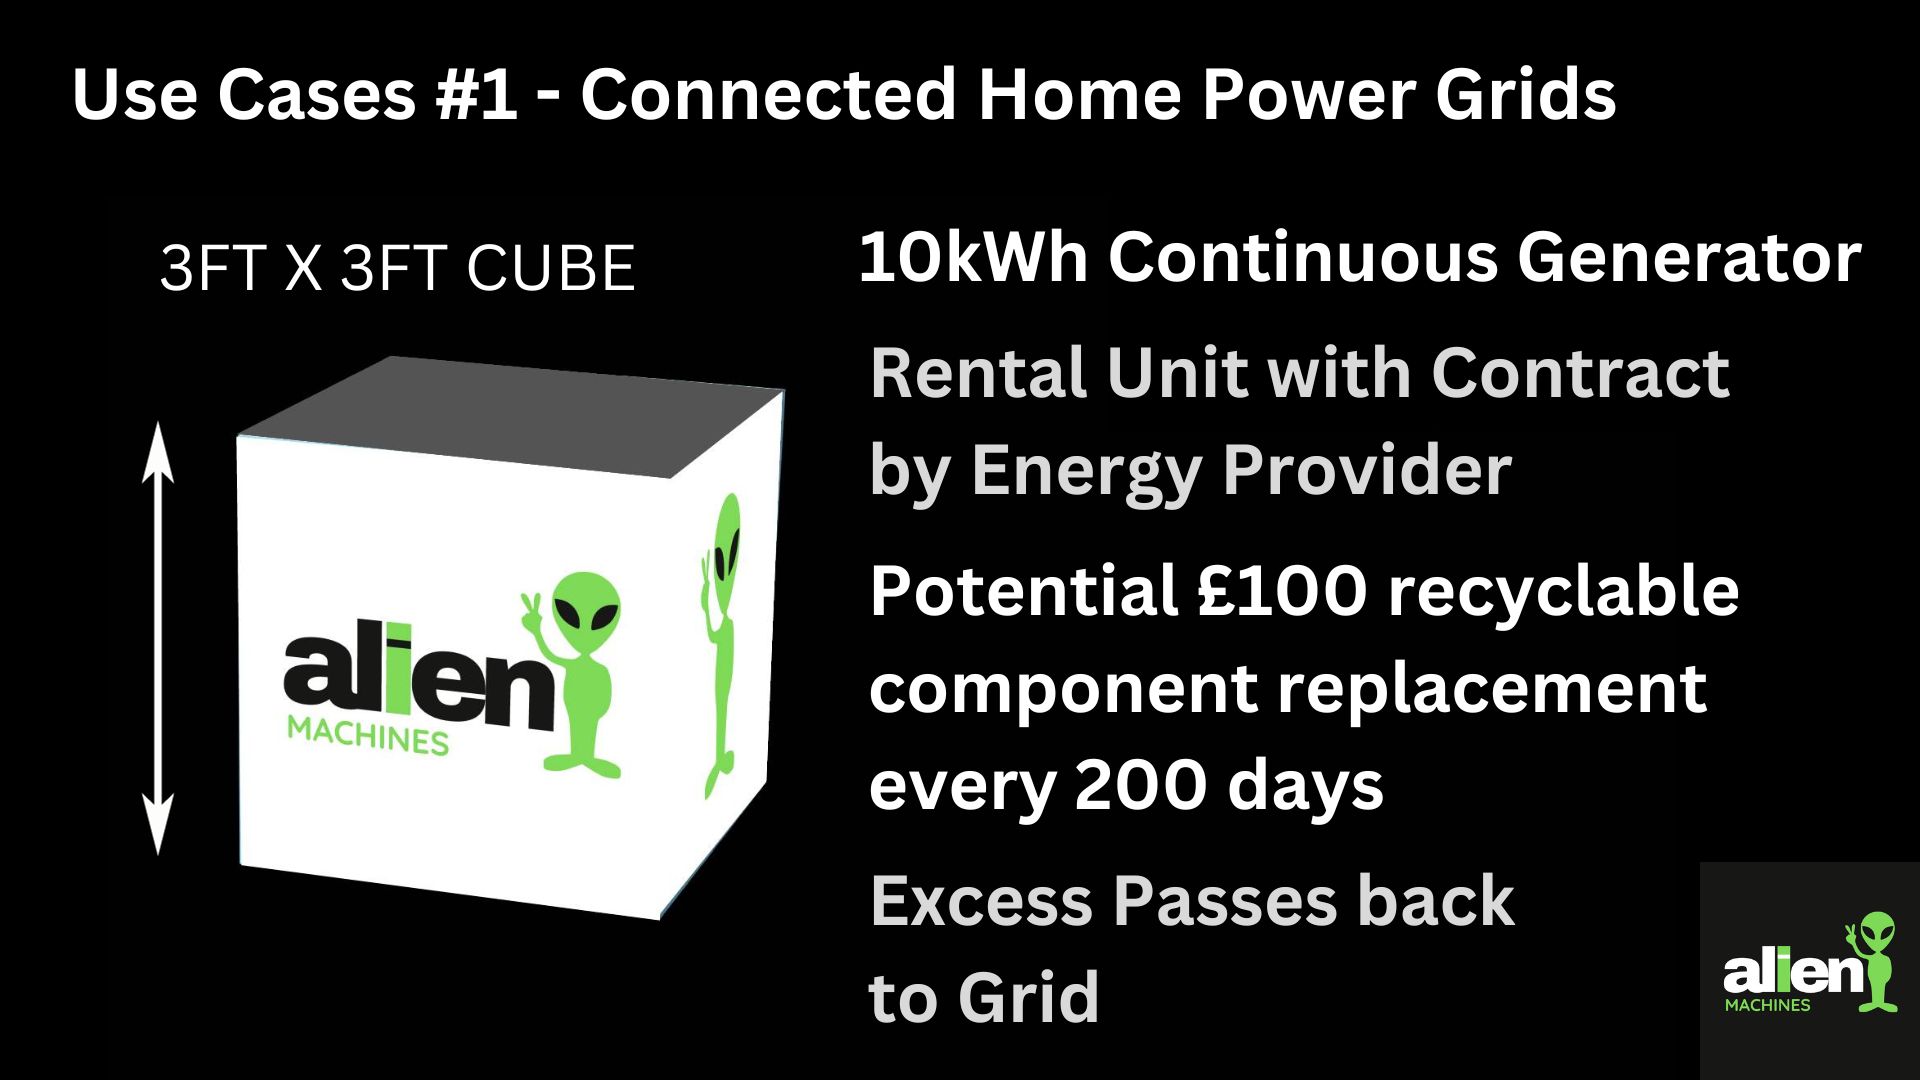 Use Cases #1 - Connected Home Power Grids
3FT X 3FT CUBE
10kWh Continuous Generator
Rental Unit with Contract
by Energy Provider
Potential £100 recyclable
component replacement
every 200 days
Excess Passes back
to Grid
alien
MACHINES
alien
MACHINES